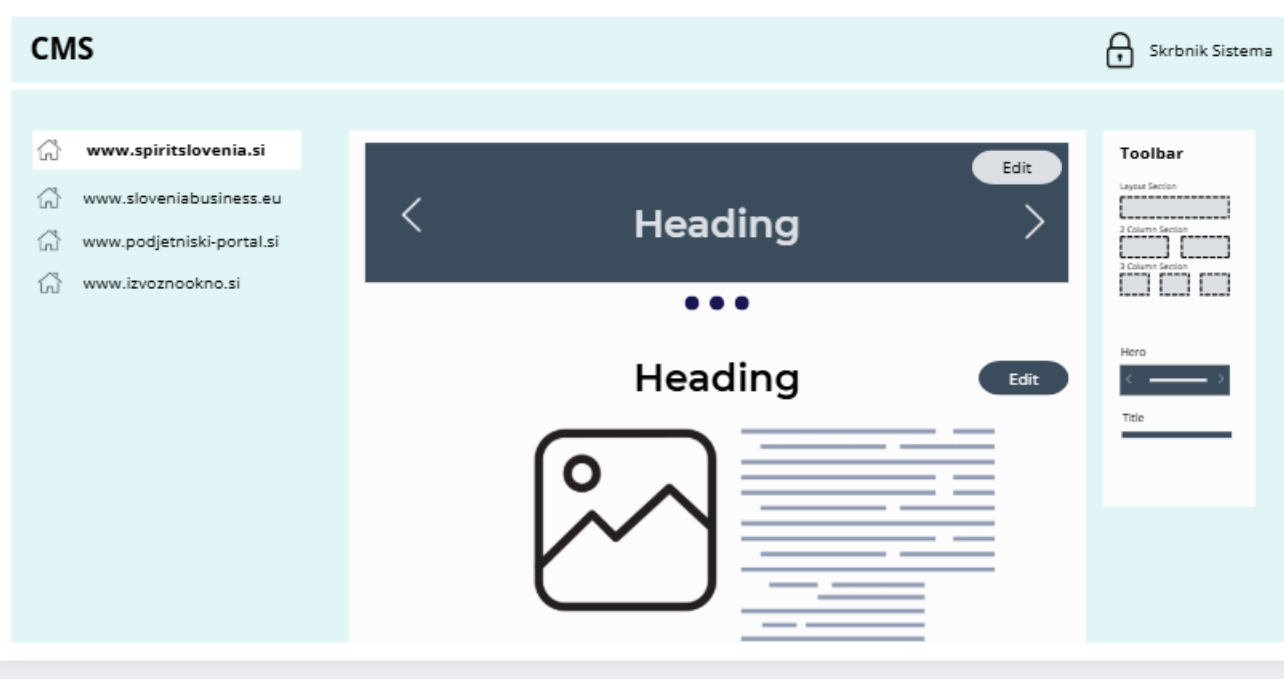 CMS
Skrbnik Sistema
www.spiritslovenia.si
www.sloveniabusiness.eu
www.podjetniski-portal.si
www.izvoznookno.si
Edit
Heading
Heading
Edit
Toolbar
Layout Section
2 Column Section
3 Column Section
Hero
Title